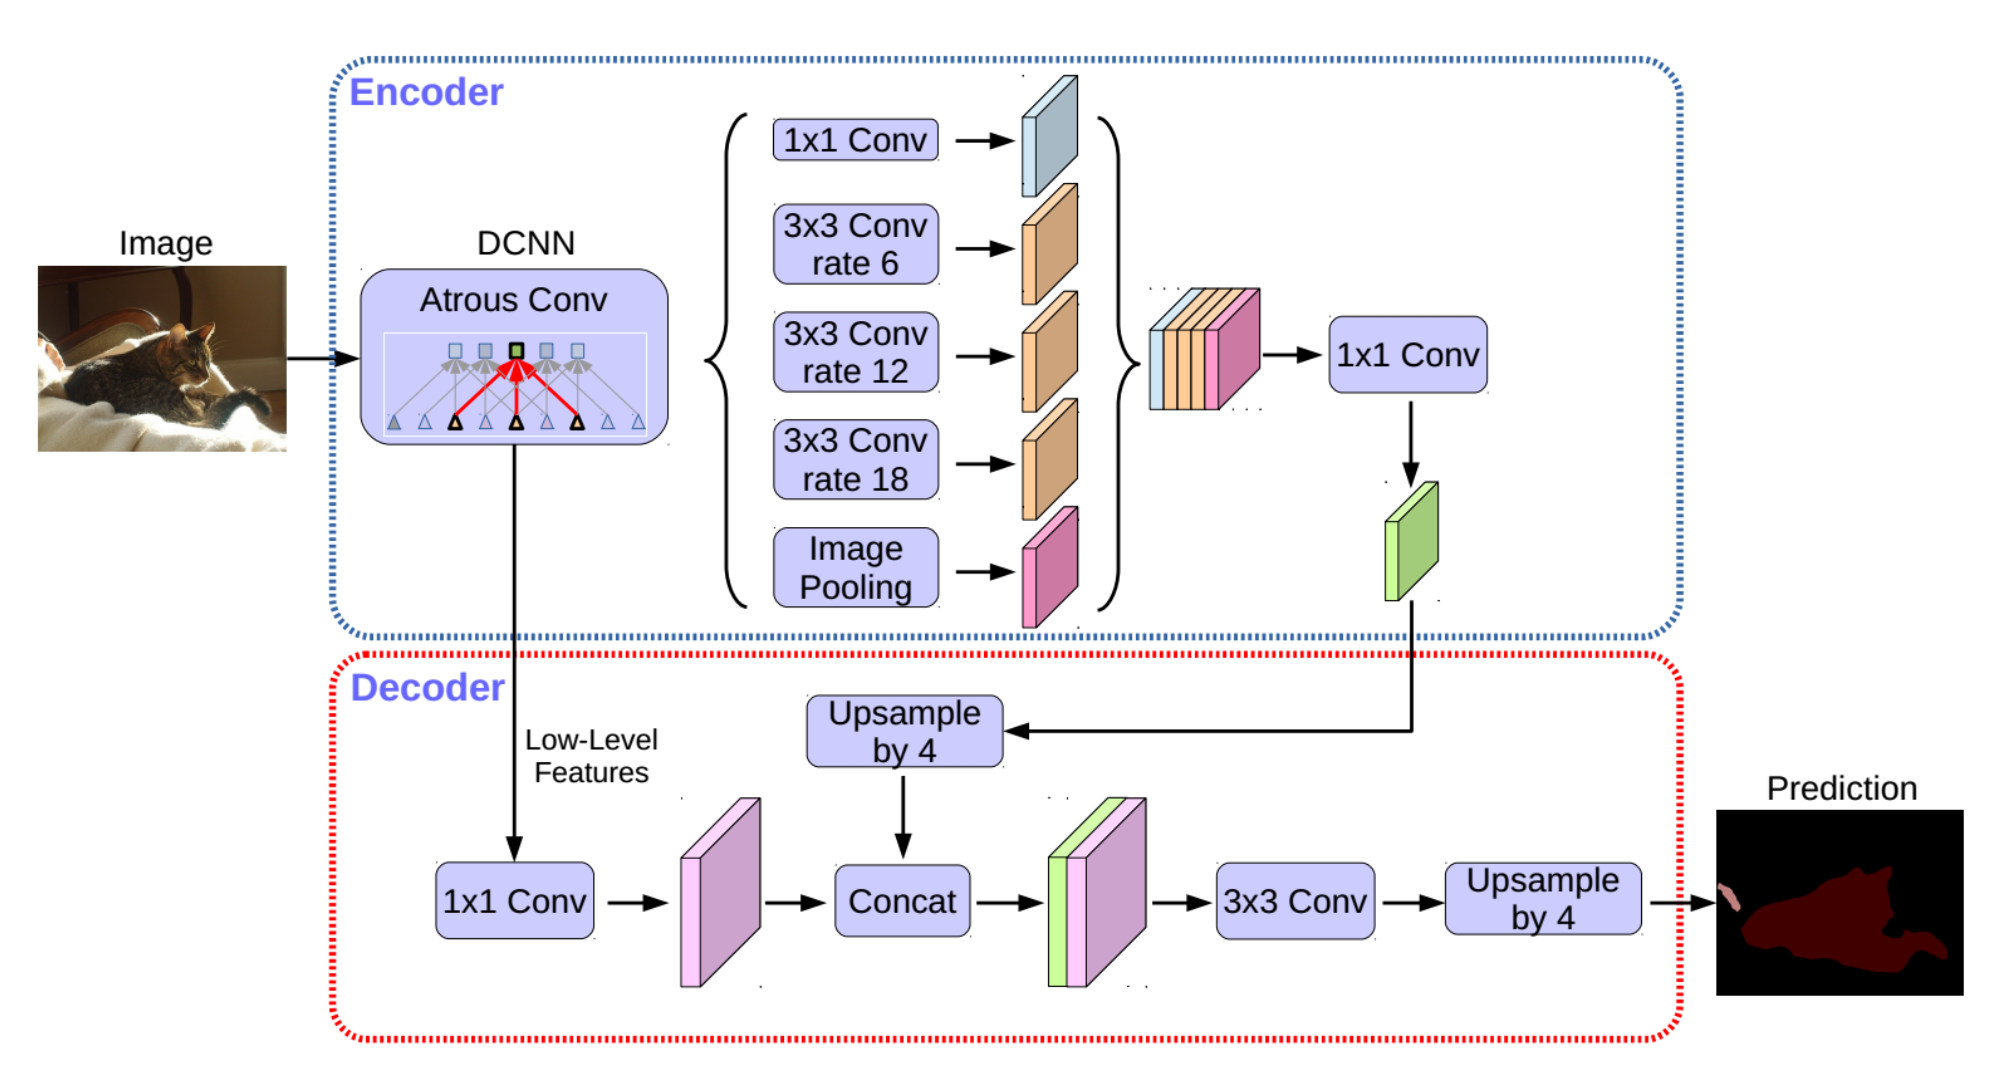 Encoder
Image
DCNN
Atrous Conv
1x1 Conv
3x3 Conv
rate 6
3x3 Conv
rate 12
3x3 Conv
rate 18
Image
Pooling
1x1 Conv
Decoder
Low-Level
Features
Upsample
by 4
1x1 Conv
Concat
3x3 Conv
Upsample
by 4
Prediction